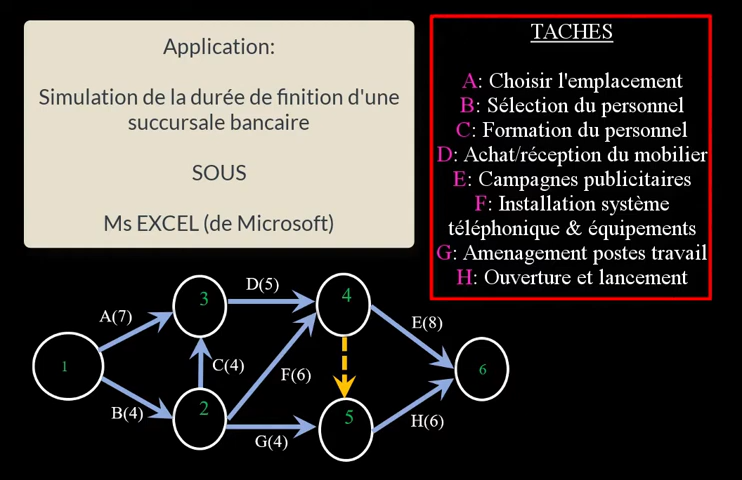 Application:
Simulation de la durée de finition d'une
succursale bancaire
SOUS
Ms EXCEL (de Microsoft)
TACHES
A: Choisir l'emplacement
B: Sélection du personnel
C: Formation du personnel
D: Achat/réception du mobilier
E: Campagnes publicitaires
F: Installation système
téléphonique & équipements
G: Amenagement postes travail
H: Ouverture et lancement
D(5)
3
4
A(7)
E(8)
1
C(4)
F(6)
6
B(4)
2
5
H(6)
G(4)